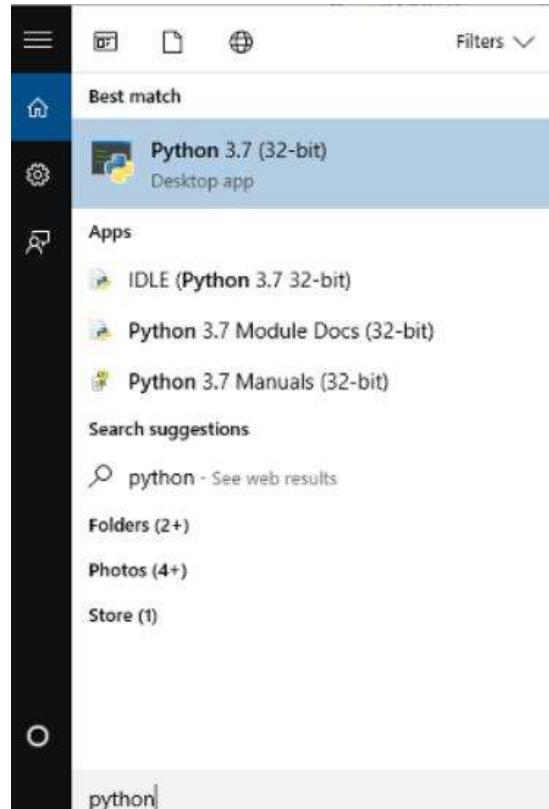 Filters
Best match
Python 3.7 (32-bit)
Desktop app
Apps
IDLE (Python 3.7 32-bit)
Python 3.7 Module Docs (32-bit)
Python 3.7 Manuals (32-bit)
Search suggestions
python - See web results
Folders (2+)
Photos (4+)
Store (1)
python